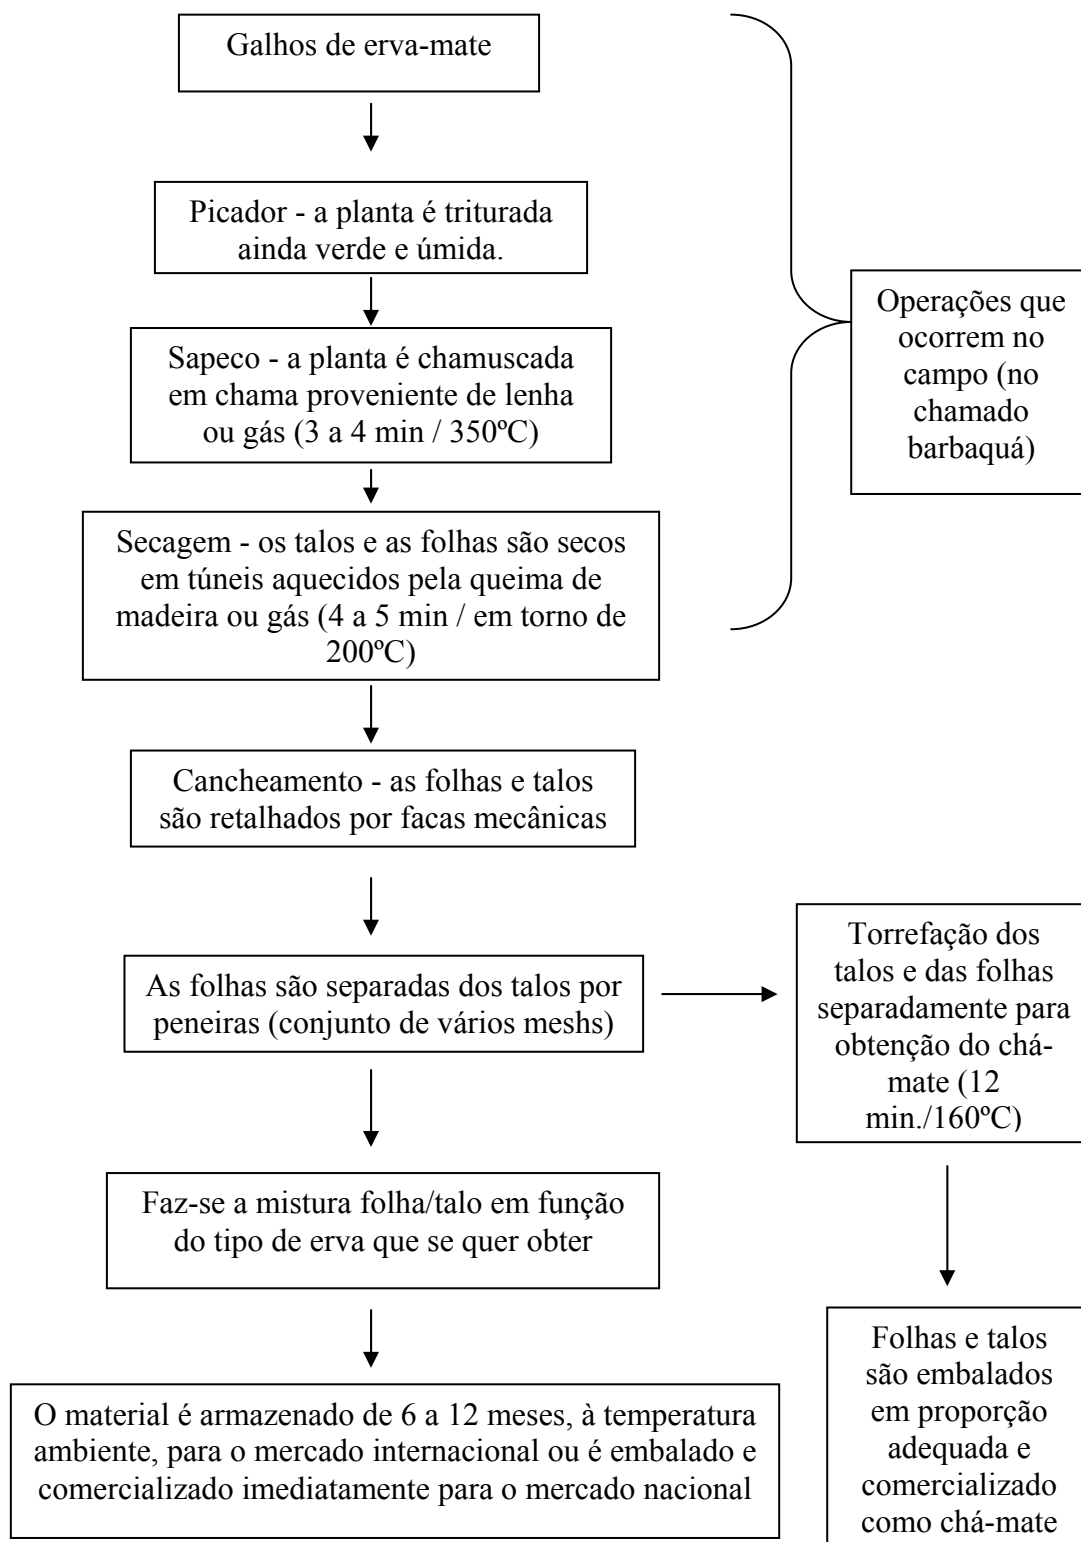 Galhos de erva-mate
Picador - a planta é triturada
ainda verde e úmida.
Sapeco - a planta é chamuscada
em chama proveniente de lenha
ou gás (3 a 4 min / 350ºC)
Secagem - os talos e as folhas são secos
em túneis aquecidos pela queima de
madeira ou gás (4 a 5 min / em torno de
200ºC)
Operações que
ocorrem no
campo (no
chamado
barbaquá)
Cancheamento - as folhas e talos
são retalhados por facas mecânicas
As folhas são separadas dos talos por
peneiras (conjunto de vários meshs)
Torrefação dos
talos e das folhas
separadamente para
obtenção do chá-
mate (12
min./160ºC)
Faz-se a mistura folha/talo em função
do tipo de erva que se quer obter
O material é armazenado de 6 a 12 meses, à temperatura
ambiente, para o mercado internacional ou é embalado e
comercializado imediatamente para o mercado nacional
Folhas e talos
são embalados
em proporção
adequada e
comercializado
como chá-mate